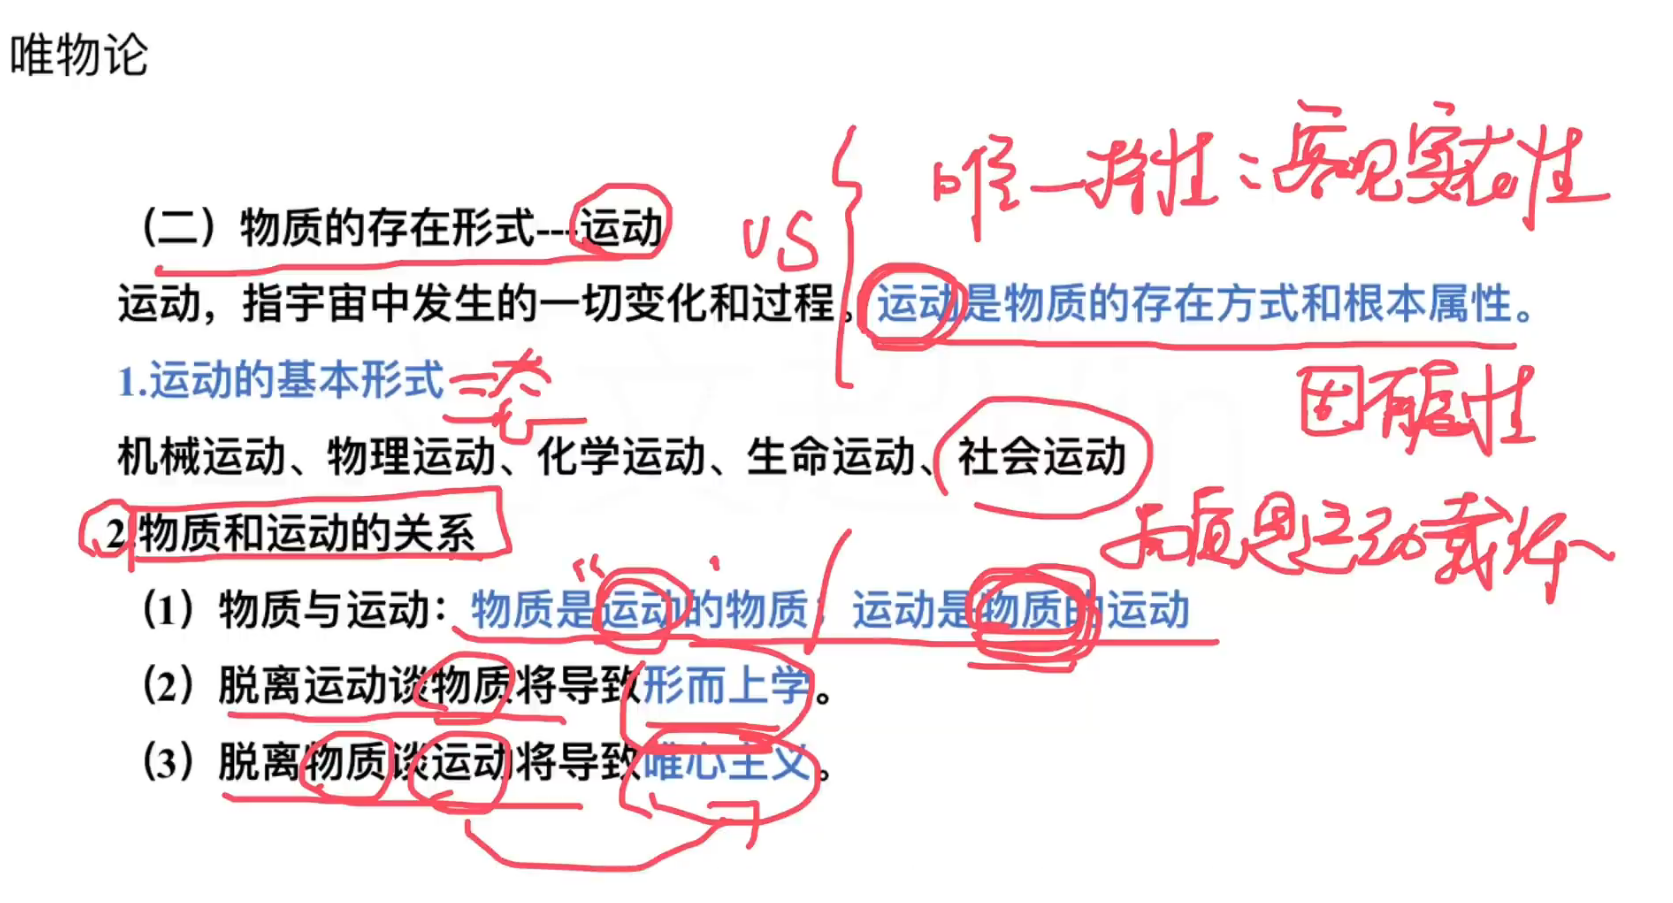 唯物论
唯一特性：客观实在性
（二）物质的存在形式---运动
VS
运动，指宇宙中发生的一切变化和过程。运动是物质的存在方式和根本属性。
1.运动的基本形式
固有属性
机械运动、物理运动、化学运动、生命运动、社会运动
2.物质和运动的关系
物质是运动载体
（1）物质与运动：物质是运动的物质；运动是物质的运动
（2）脱离运动谈物质将导致形而上学。
（3）脱离物质谈运动将导致唯心主义。